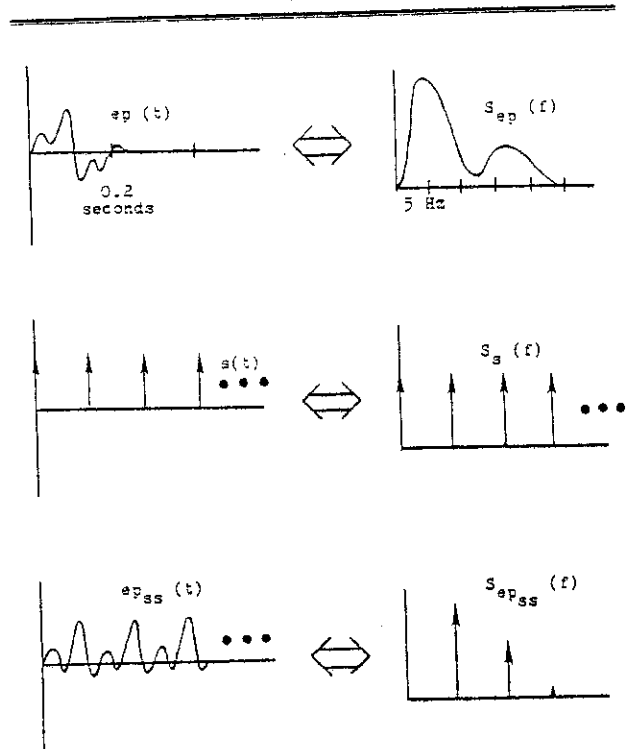 ep (t)
S_ep (f)
0.2
seconds
5 Hz
s(t)
S_s (f)
ep_ss (t)
S_ep_ss (f)